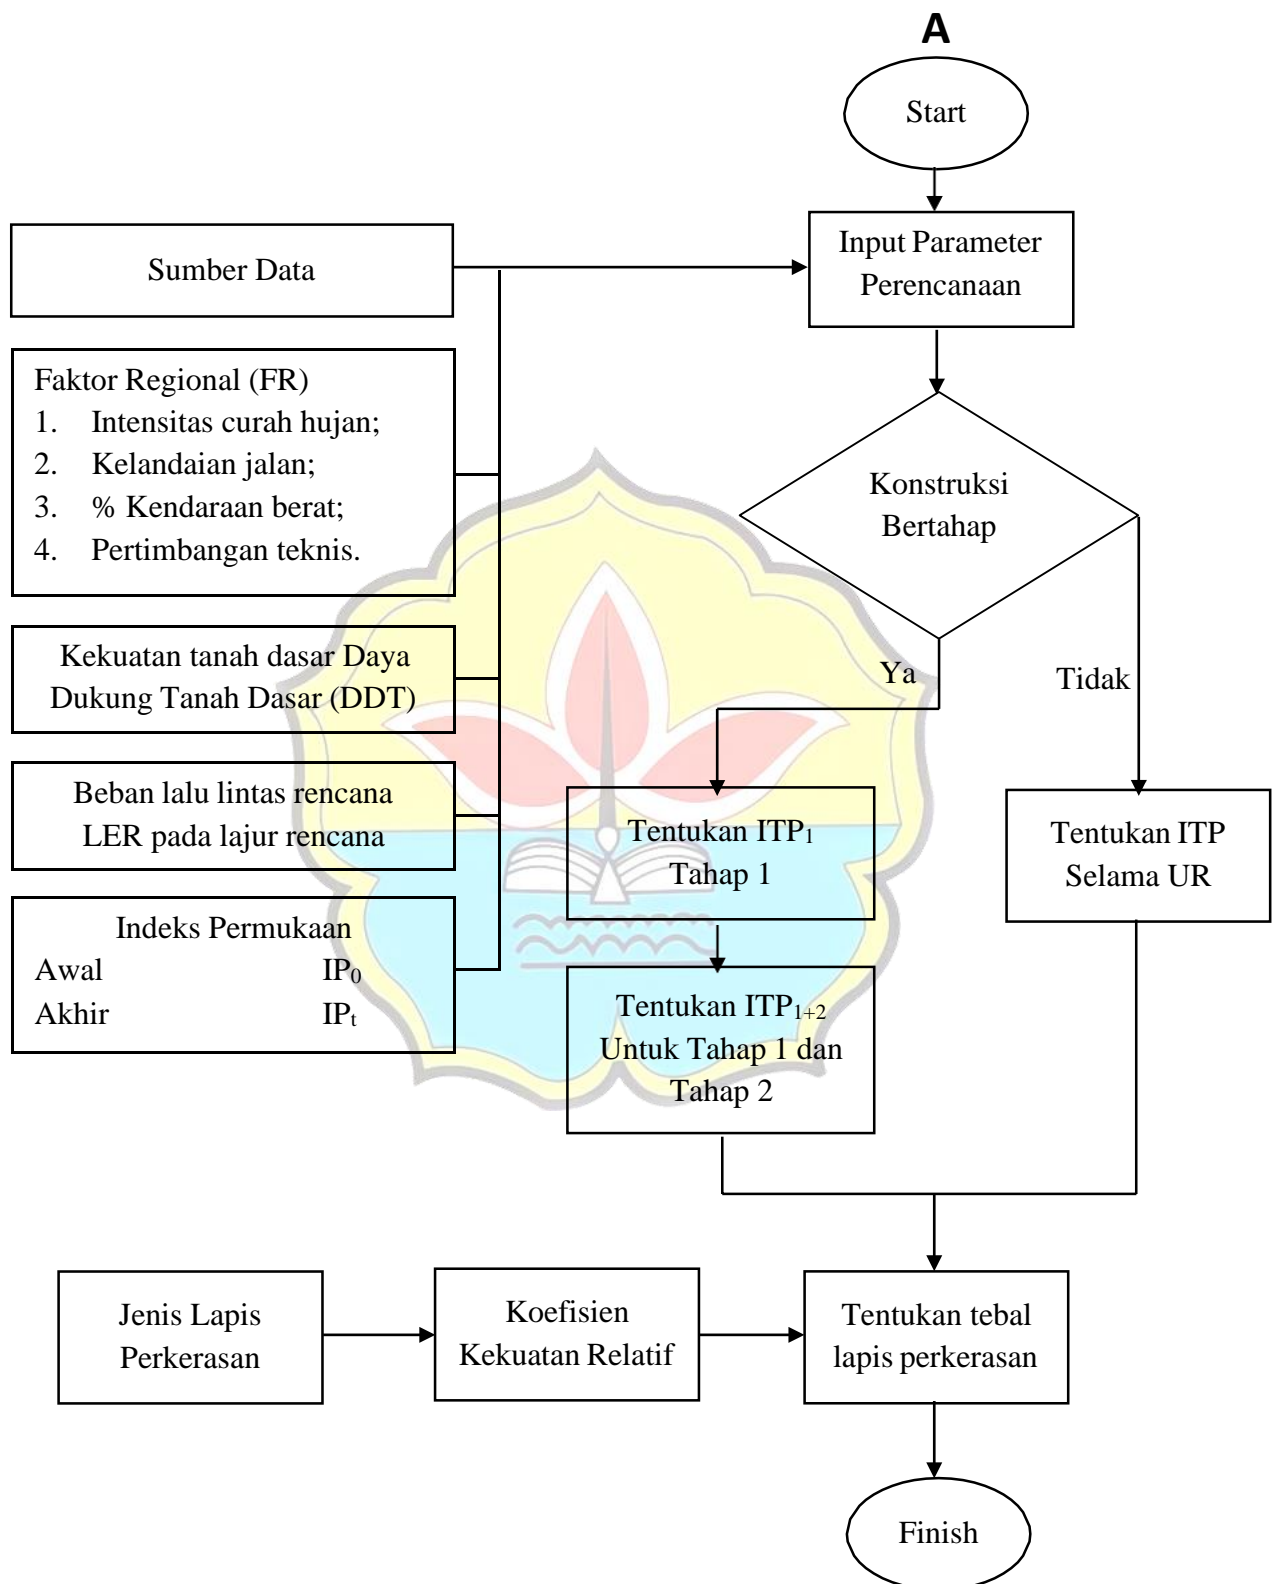 A
Start
Input Parameter
Perencanaan
Sumber Data
Faktor Regional (FR)
1. Intensitas curah hujan;
2. Kelandaian jalan;
3. % Kendaraan berat;
4. Pertimbangan teknis.
Kekuatan tanah dasar Daya
Dukung Tanah Dasar (DDT)
Beban lalu lintas rencana
LER pada lajur rencana
Indeks Permukaan
Awal IP₀
Akhir IPₜ
Konstruksi
Bertahap
Ya
Tidak
Tentukan ITP₁
Tahap 1
Tentukan ITP₁₊₂
Untuk Tahap 1 dan
Tahap 2
Tentukan ITP
Selama UR
Jenis Lapis
Perkerasan
Koefisien
Kekuatan Relatif
Tentukan tebal
lapis perkerasan
Finish